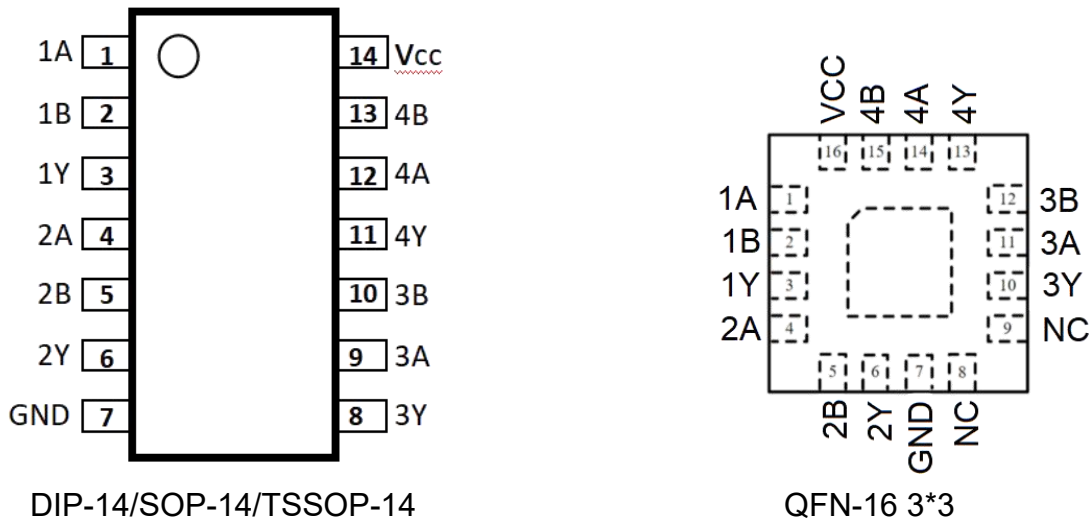 1A 1 14 Vcc
1B 2 13 4B
1Y 3 12 4A
2A 4 11 4Y
2B 5 10 3B
2Y 6 9 3A
GND 7 8 3Y
DIP-14/SOP-14/TSSOP-14
VCC 4B 4A 4Y
16 15 14 13
1A 1 12 3B
1B 2 11 3A
1Y 3 10 3Y
2A 4 9 NC
5 6 7 8
2B 2Y GND NC
QFN-16 3*3